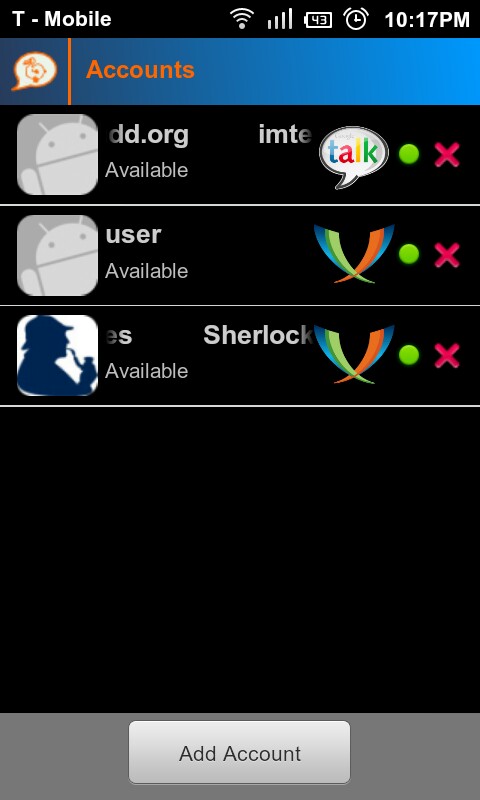 T - Mobile 43 10:17PM
Accounts
dd.org imte
Available
talk
user
Available
es Sherlock
Available
Add Account